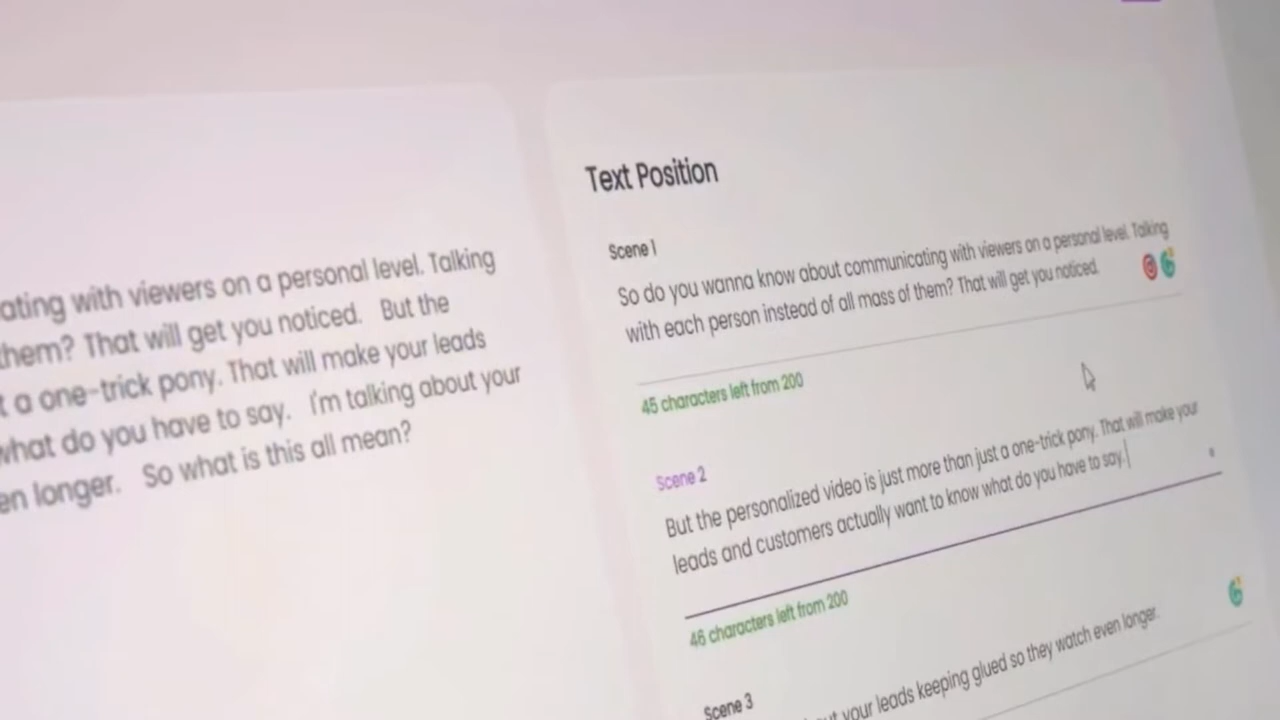 ating with viewers on a personal level. Talking
them? That will get you noticed. But the
t a one-trick pony. That will make your leads
what do you have to say. I'm talking about your
en longer. So what is this all mean?
Text Position
Scene 1
So do you wanna know about communicating with viewers on a personal level. Talking
with each person instead of all mass of them? That will get you noticed.
45 characters left from 200
Scene 2
But the personalized video is just more than just a one-trick pony. That will make your
leads and customers actually want to know what do you have to say.
46 characters left from 200
Scene 3
out your leads keeping glued so they watch even longer.